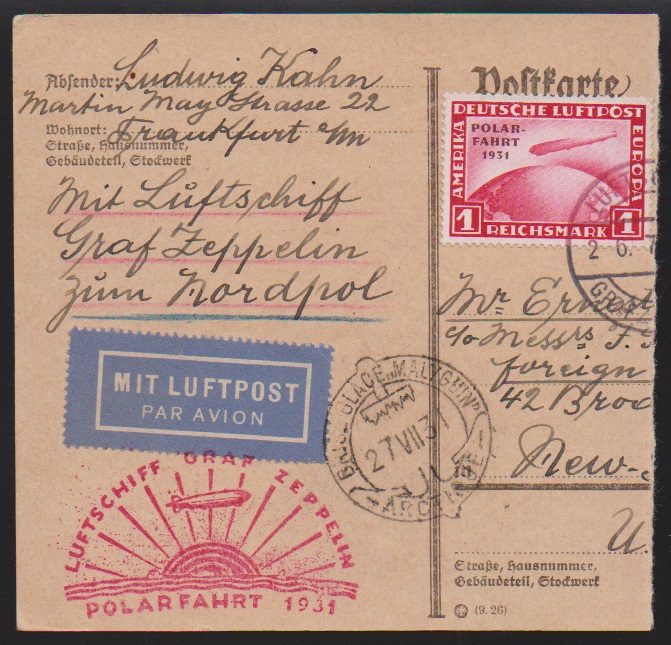 Absender: Ludwig Kahn
Martin May Strasse 22
Wohnort: Frankfurt a/m
Straße, Hausnummer,
Gebäudeteil, Stockwerk
Mit Luftschiff
Graf Zeppelin
zum Nordpol
MIT LUFTPOST
PAR AVION
LUFTSCHIFF GRAF ZEPPELIN
POLARFAHRT 1931
MALYGUIN
27 VII 31
Postkarte
DEUTSCHE LUFTPOST
AMERIKA
EUROPA
POLAR-
FAHRT
1931
1 REICHSMARK 1
Mr
c/o Messrs
foreign
42
New-
U.
Straße, Hausnummer,
Gebäudeteil, Stockwerk
(9. 26)